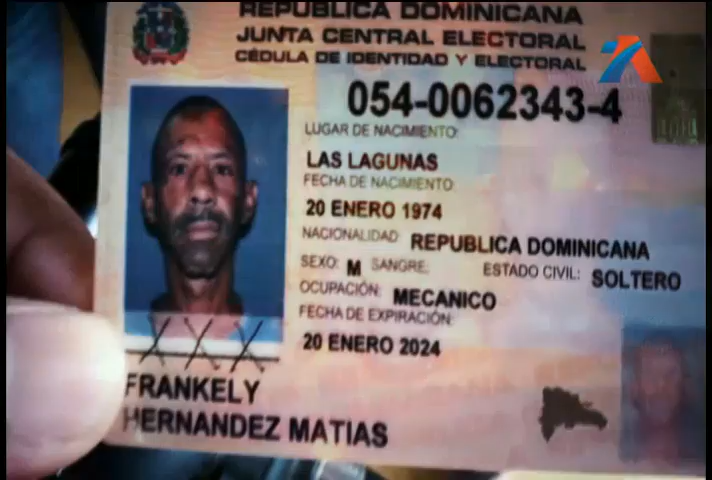 REPÚBLICA DOMINICANA
JUNTA CENTRAL ELECTORAL
CÉDULA DE IDENTIDAD Y ELECTORAL
054-0062343-4
LUGAR DE NACIMIENTO:
LAS LAGUNAS
FECHA DE NACIMIENTO:
20 ENERO 1974
NACIONALIDAD: REPUBLICA DOMINICANA
SEXO: M SANGRE: ESTADO CIVIL: SOLTERO
OCUPACIÓN: MECANICO
FECHA DE EXPIRACIÓN:
20 ENERO 2024
XXX
FRANKELY
HERNANDEZ MATIAS